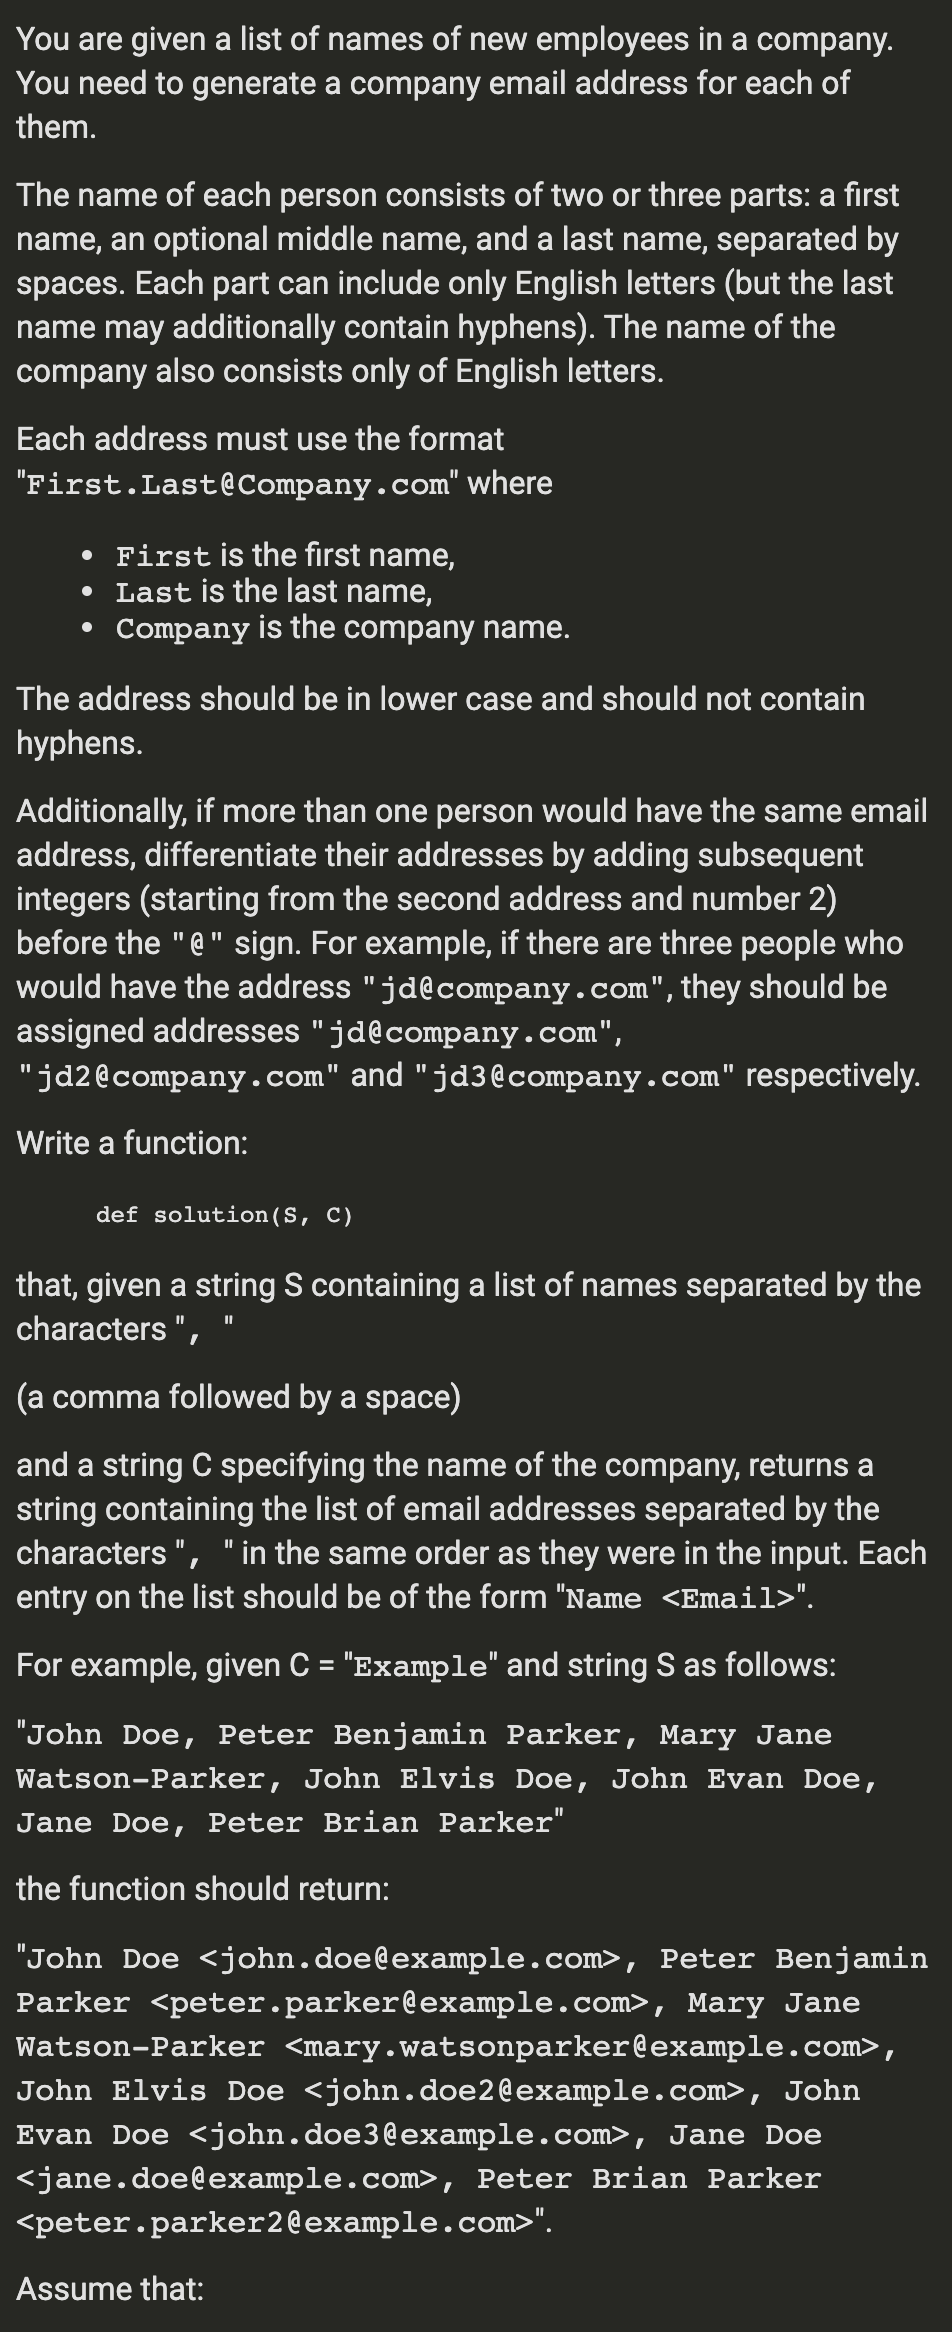 You are given a list of names of new employees in a company.
You need to generate a company email address for each of
them.
The name of each person consists of two or three parts: a first
name, an optional middle name, and a last name, separated by
spaces. Each part can include only English letters (but the last
name may additionally contain hyphens). The name of the
company also consists only of English letters.
Each address must use the format
"First.Last@Company.com" where
• First is the first name,
• Last is the last name,
• Company is the company name.
The address should be in lower case and should not contain
hyphens.
Additionally, if more than one person would have the same email
address, differentiate their addresses by adding subsequent
integers (starting from the second address and number 2)
before the "@" sign. For example, if there are three people who
would have the address "jd@company.com", they should be
assigned addresses "jd@company.com",
"jd2@company.com" and "jd3@company.com" respectively.
Write a function:
def solution(S, C)
that, given a string S containing a list of names separated by the
characters ", "
(a comma followed by a space)
and a string C specifying the name of the company, returns a
string containing the list of email addresses separated by the
characters ", " in the same order as they were in the input. Each
entry on the list should be of the form "Name <Email>".
For example, given C = "Example" and string S as follows:
"John Doe, Peter Benjamin Parker, Mary Jane
Watson-Parker, John Elvis Doe, John Evan Doe,
Jane Doe, Peter Brian Parker"
the function should return:
"John Doe <john.doe@example.com>, Peter Benjamin
Parker <peter.parker@example.com>, Mary Jane
Watson-Parker <mary.watsonparker@example.com>,
John Elvis Doe <john.doe2@example.com>, John
Evan Doe <john.doe3@example.com>, Jane Doe
<jane.doe@example.com>, Peter Brian Parker
<peter.parker2@example.com>".
Assume that: